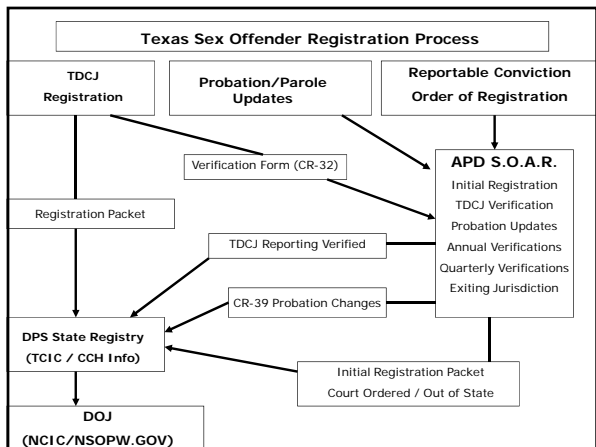 Texas Sex Offender Registration Process
TDCJ
Registration
Probation/Parole
Updates
Reportable Conviction
Order of Registration
Verification Form (CR-32)
APD S.O.A.R.
Initial Registration
TDCJ Verification
Probation Updates
Annual Verifications
Quarterly Verifications
Exiting Jurisdiction
Registration Packet
TDCJ Reporting Verified
CR-39 Probation Changes
DPS State Registry
(TCIC / CCH Info)
Initial Registration Packet
Court Ordered / Out of State
DOJ
(NCIC/NSOPW.GOV)